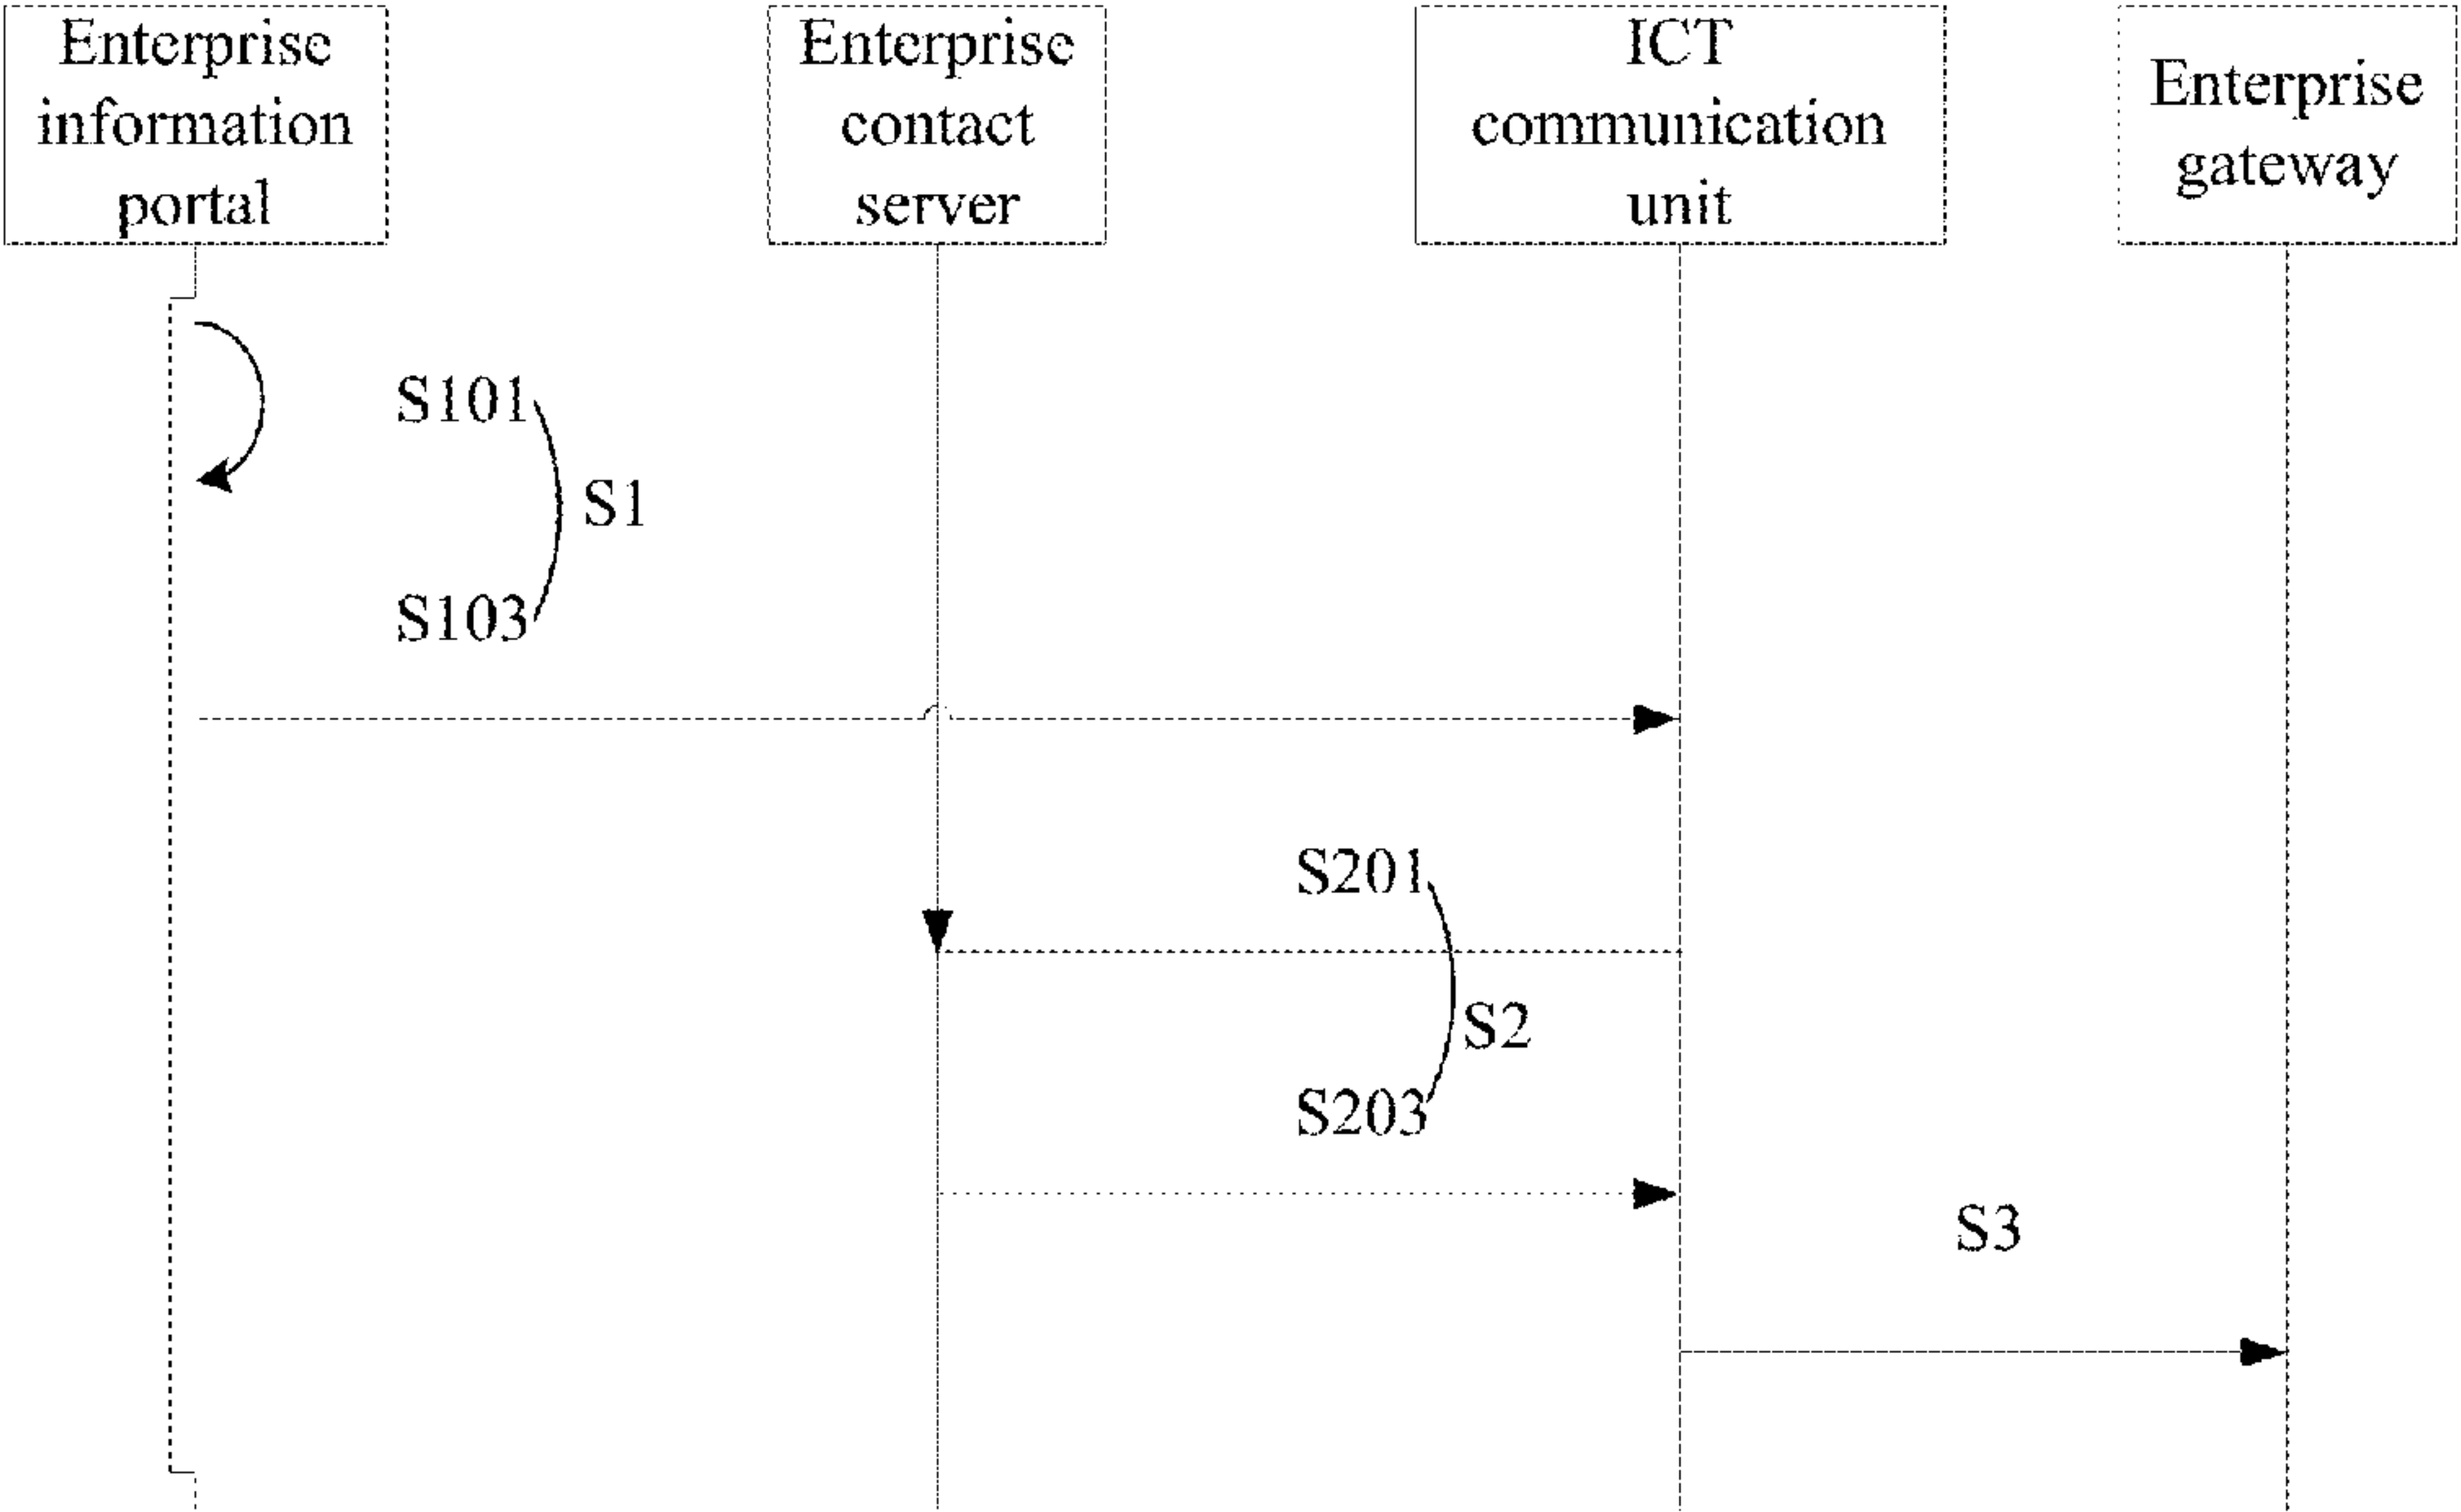 Enterprise
information
portal
Enterprise
contact
server
ICT
communication
unit
Enterprise
gateway
S101
S1
S103
S201
S2
S203
S3